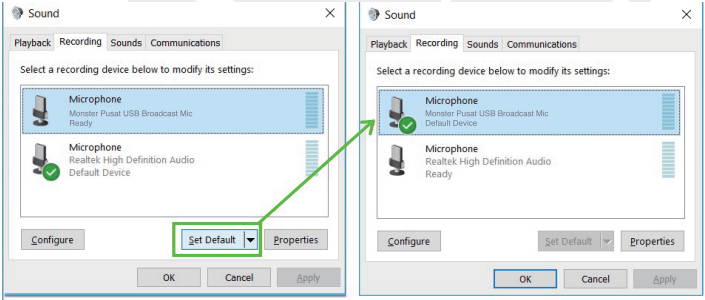 Sound
Playback Recording Sounds Communications
Select a recording device below to modify its settings:
Microphone
Monster Pusat USB Broadcast Mic
Ready
Microphone
Realtek High Definition Audio
Default Device
Configure
Set Default
Properties
OK
Cancel
Apply
Sound
Playback Recording Sounds Communications
Select a recording device below to modify its settings:
Microphone
Monster Pusat USB Broadcast Mic
Default Device
Microphone
Realtek High Definition Audio
Ready
Configure
Set Default
Properties
OK
Cancel
Apply